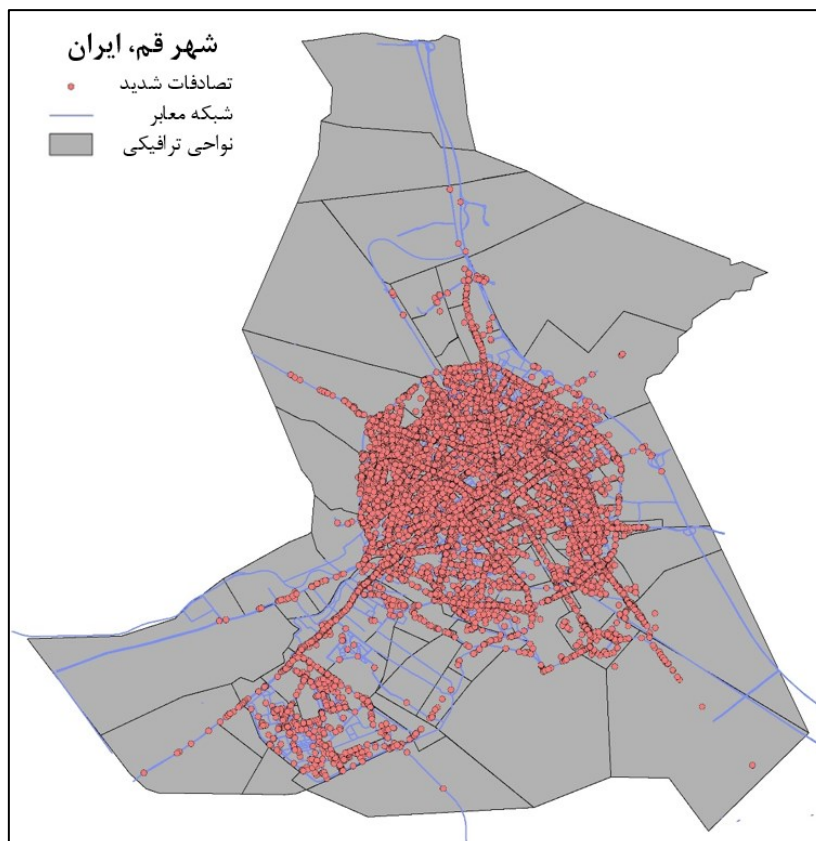 شهر قم، ایران
تصادفات شدید
شبکه معابر
نواحی ترافیکی